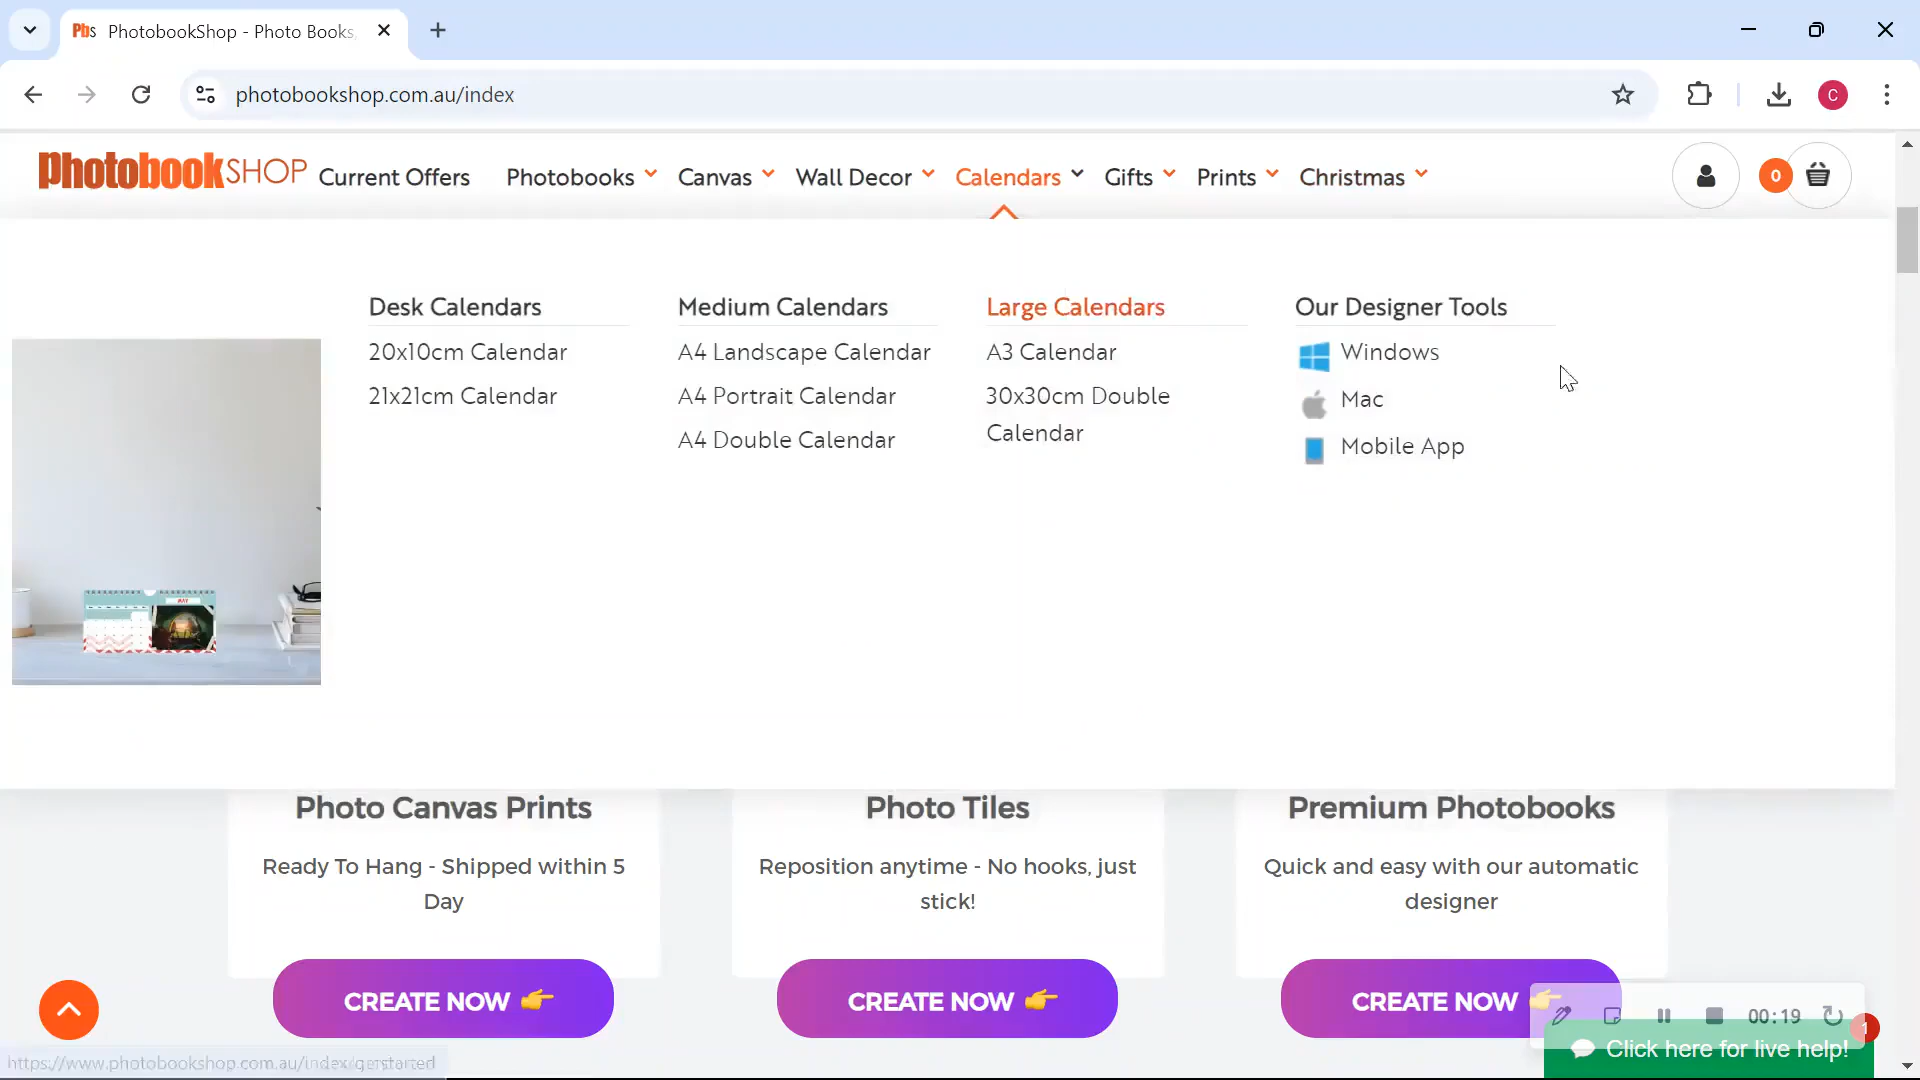 Pbs PhotobookShop - Photo Books,
photobookshop.com.au/index
C
PhotobookSHOP
Current Offers
Photobooks
Canvas
Wall Decor
Calendars
Gifts
Prints
Christmas
0
Desk Calendars
20x10cm Calendar
21x21cm Calendar
Medium Calendars
A4 Landscape Calendar
A4 Portrait Calendar
A4 Double Calendar
Large Calendars
A3 Calendar
30x30cm Double
Calendar
Our Designer Tools
Windows
Mac
Mobile App
MAY
Photo Canvas Prints
Ready To Hang - Shipped within 5
Day
CREATE NOW 👉
Photo Tiles
Reposition anytime - No hooks, just
stick!
CREATE NOW 👉
Premium Photobooks
Quick and easy with our automatic
designer
CREATE NOW 👉
00:19
1
Click here for live help!
https://www.photobookshop.com.au/index/getstarted